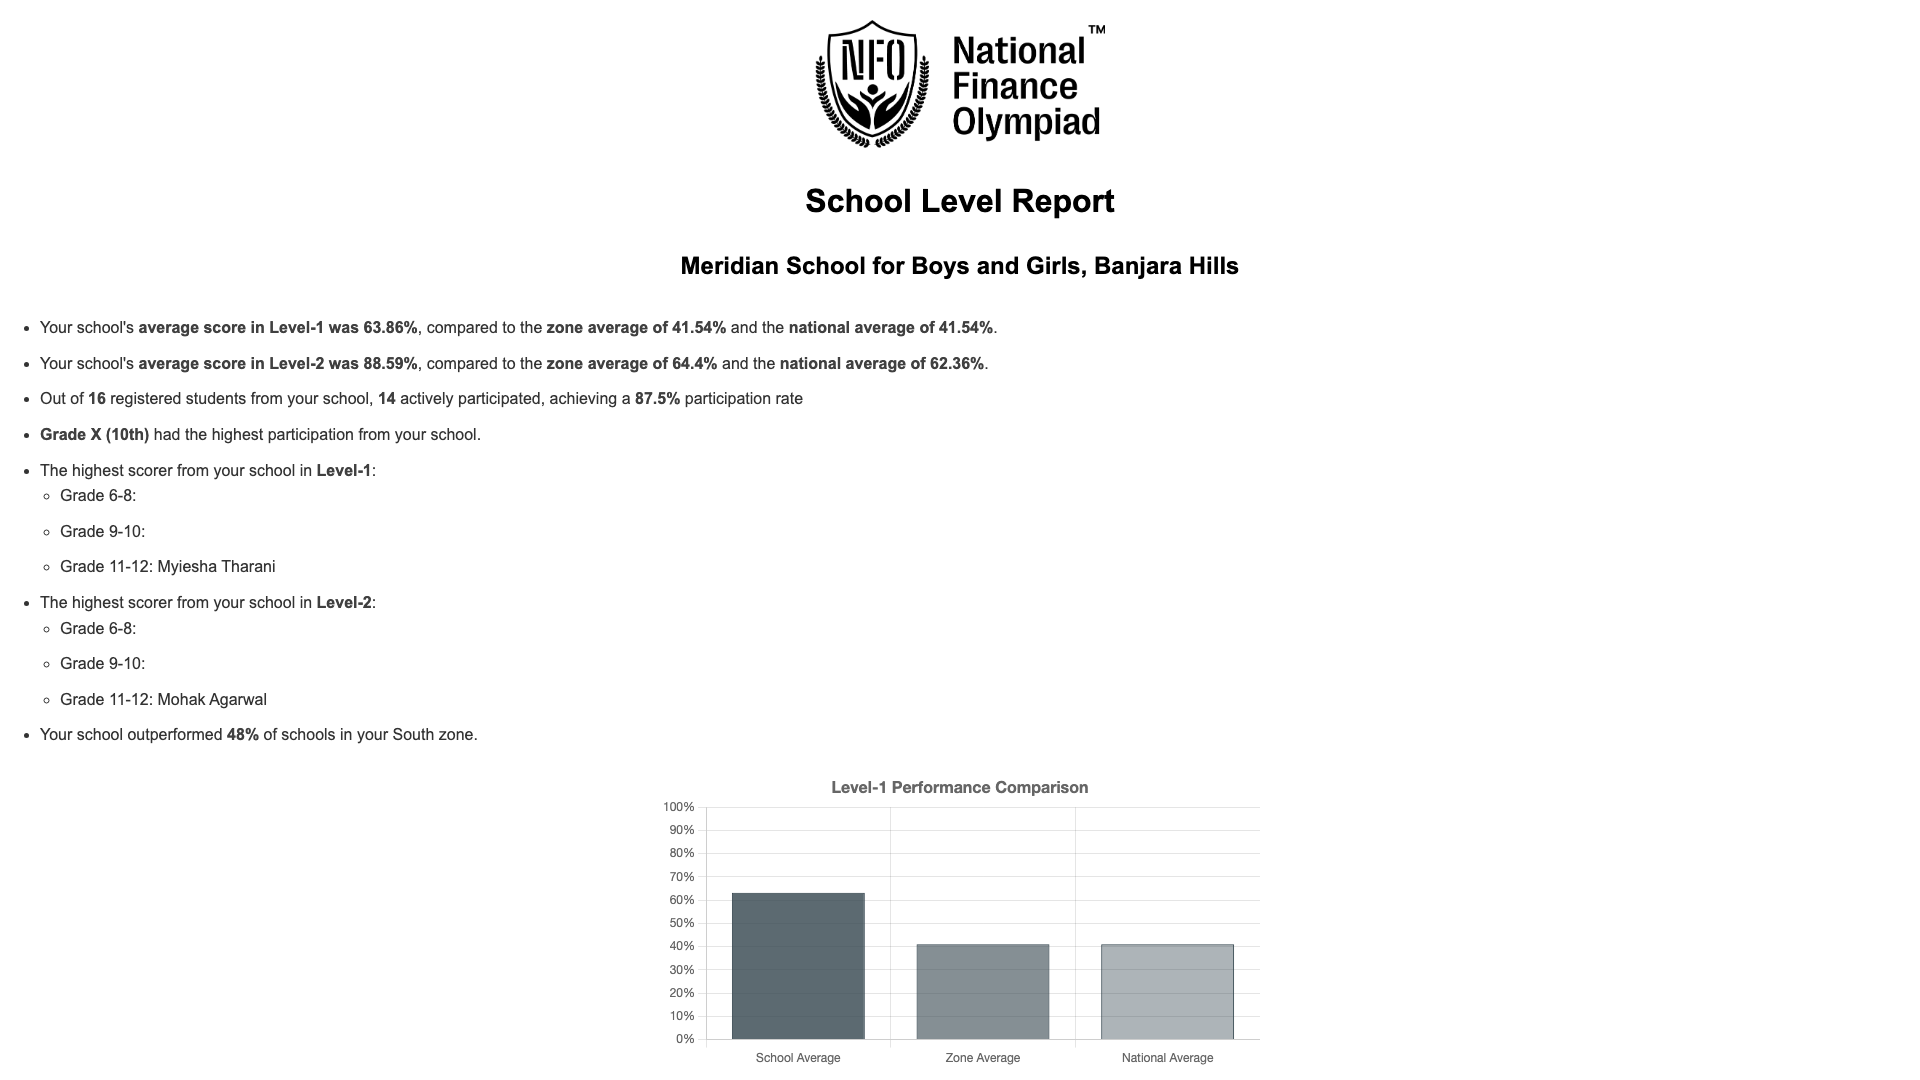 NFO
National™
Finance
Olympiad
School Level Report
Meridian School for Boys and Girls, Banjara Hills
• Your school's average score in Level-1 was 63.86%, compared to the zone average of 41.54% and the national average of 41.54%.
• Your school's average score in Level-2 was 88.59%, compared to the zone average of 64.4% and the national average of 62.36%.
• Out of 16 registered students from your school, 14 actively participated, achieving a 87.5% participation rate
• Grade X (10th) had the highest participation from your school.
• The highest scorer from your school in Level-1:
◦ Grade 6-8:
◦ Grade 9-10:
◦ Grade 11-12: Myiesha Tharani
• The highest scorer from your school in Level-2:
◦ Grade 6-8:
◦ Grade 9-10:
◦ Grade 11-12: Mohak Agarwal
• Your school outperformed 48% of schools in your South zone.
Level-1 Performance Comparison
100%
90%
80%
70%
60%
50%
40%
30%
20%
10%
0%
School Average Zone Average National Average